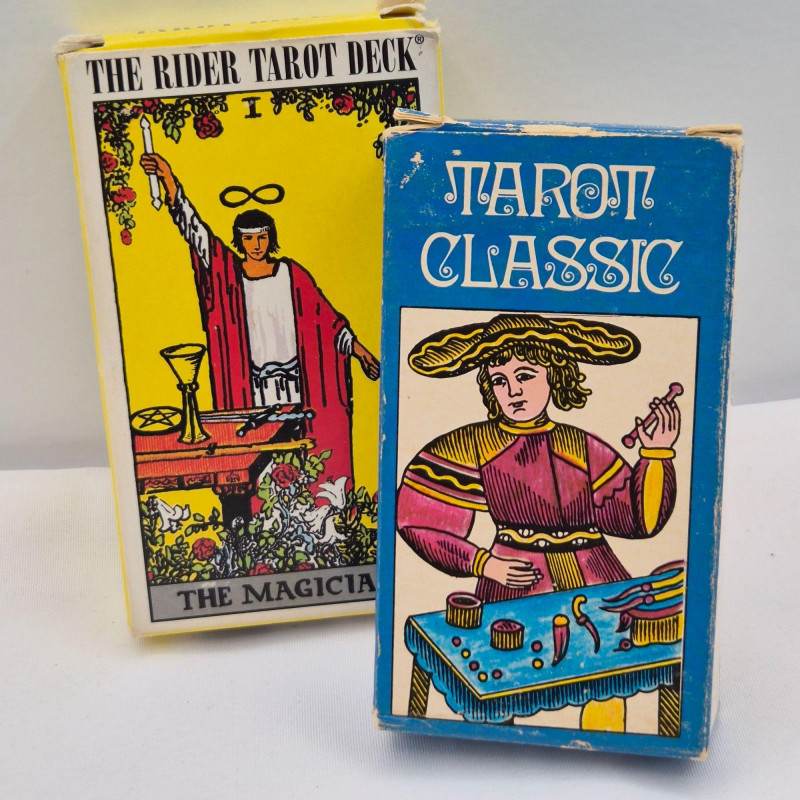 THE RIDER TAROT DECK®
I
THE MAGICIA
TAROT
CLASSIC